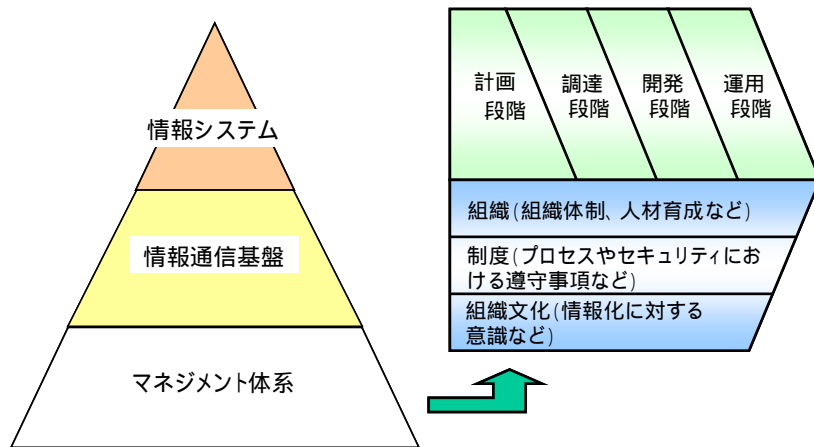 情報システム
情報通信基盤
マネジメント体系
計画
段階
調達
段階
開発
段階
運用
段階
組織(組織体制、人材育成など)
制度(プロセスやセキュリティにお
ける遵守事項など)
組織文化(情報化に対する
意識など)